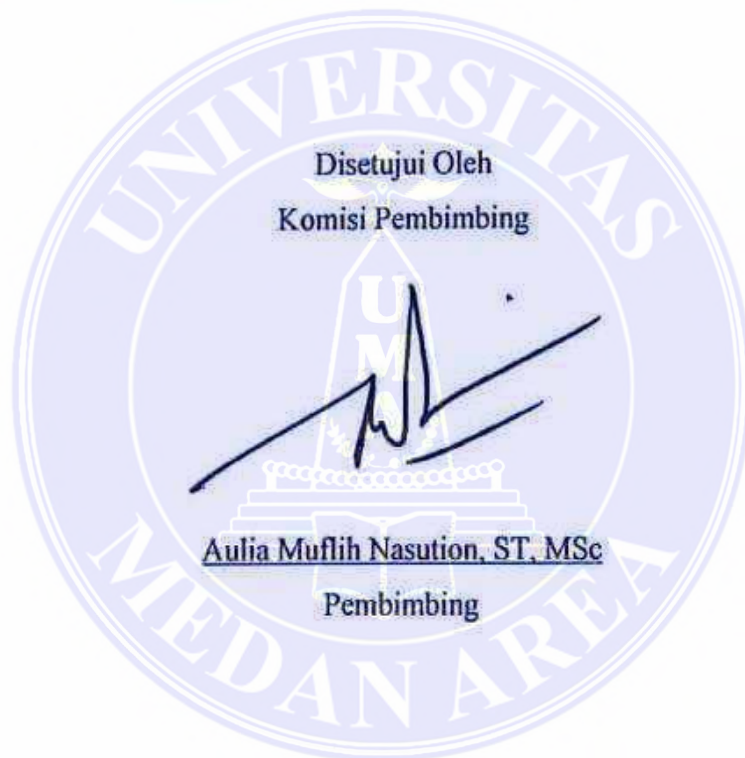 UNIVERSITAS
Disetujui Oleh
Komisi Pembimbing
U
M
A
Aulia Muflih Nasution, ST, MSc
Pembimbing
MEDAN AREA